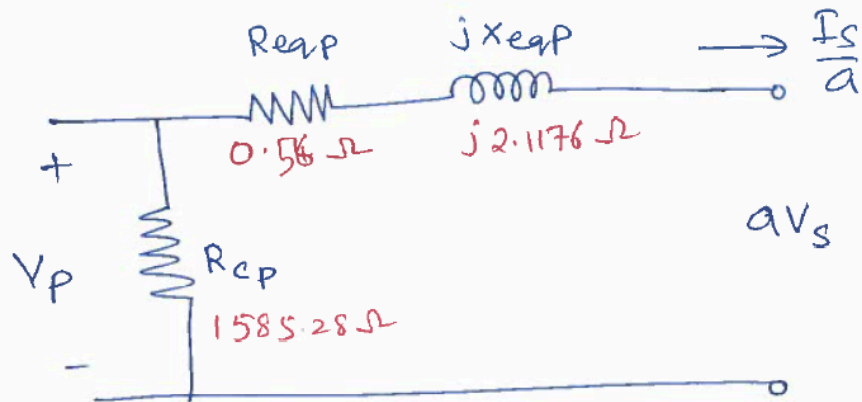 Reqp jxeqp Is/a
0.56 Ω j2.1176 Ω
+
Vp Rcp aVs
1585.28 Ω
-